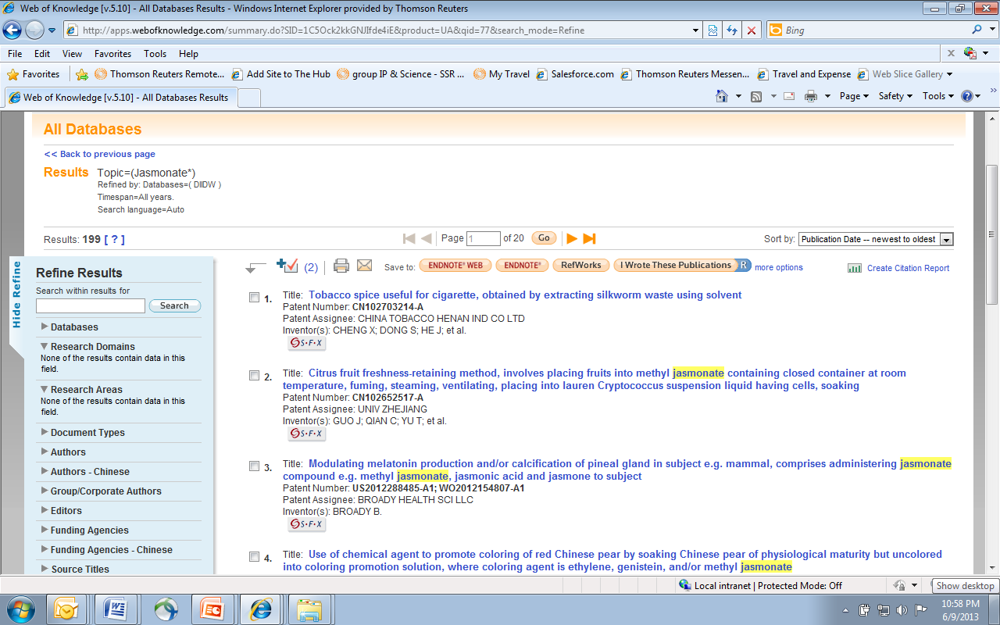 Web of Knowledge [v.5.10] - All Databases Results - Windows Internet Explorer provided by Thomson Reuters
http://apps.webofknowledge.com/summary.do?SID=1C5Ock2kkGNJIfde4iE&product=UA&qid=77&search_mode=Refine
Bing
File Edit View Favorites Tools Help
Favorites Thomson Reuters Remote... Add Site to The Hub group IP & Science - SSR ... My Travel Salesforce.com Thomson Reuters Messen... Travel and Expense Web Slice Gallery
Web of Knowledge [v.5.10] - All Databases Results Page Safety Tools
All Databases
<< Back to previous page
Results Topic=(Jasmonate*)
Refined by: Databases=( DIIDW )
Timespan=All years.
Search language=Auto
Results: 199 [ ? ] Page 1 of 20 Go Sort by: Publication Date -- newest to oldest
Hide Refine
(2) Save to: ENDNOTE WEB ENDNOTE RefWorks I Wrote These Publications R more options Create Citation Report
Refine Results
Search within results for
Search
Databases
Research Domains
None of the results contain data in this
field.
Research Areas
None of the results contain data in this
field.
Document Types
Authors
Authors - Chinese
Group/Corporate Authors
Editors
Funding Agencies
Funding Agencies - Chinese
Source Titles
1. Title: Tobacco spice useful for cigarette, obtained by extracting silkworm waste using solvent
Patent Number: CN102703214-A
Patent Assignee: CHINA TOBACCO HENAN IND CO LTD
Inventor(s): CHENG X; DONG S; HE J; et al.
S·F·X
2. Title: Citrus fruit freshness-retaining method, involves placing fruits into methyl jasmonate containing closed container at room
temperature, fuming, steaming, ventilating, placing into lauren Cryptococcus suspension liquid having cells, soaking
Patent Number: CN102652517-A
Patent Assignee: UNIV ZHEJIANG
Inventor(s): GUO J; QIAN C; YU T; et al.
S·F·X
3. Title: Modulating melatonin production and/or calcification of pineal gland in subject e.g. mammal, comprises administering jasmonate
compound e.g. methyl jasmonate, jasmonic acid and jasmone to subject
Patent Number: US2012288485-A1; WO2012154807-A1
Patent Assignee: BROADY HEALTH SCI LLC
Inventor(s): BROADY B.
S·F·X
4. Title: Use of chemical agent to promote coloring of red Chinese pear by soaking Chinese pear of physiological maturity but uncolored
into coloring promotion solution, where coloring agent is ethylene, genistein, and/or methyl jasmonate
Local intranet | Protected Mode: Off
Show desktop
10:58 PM
6/9/2013